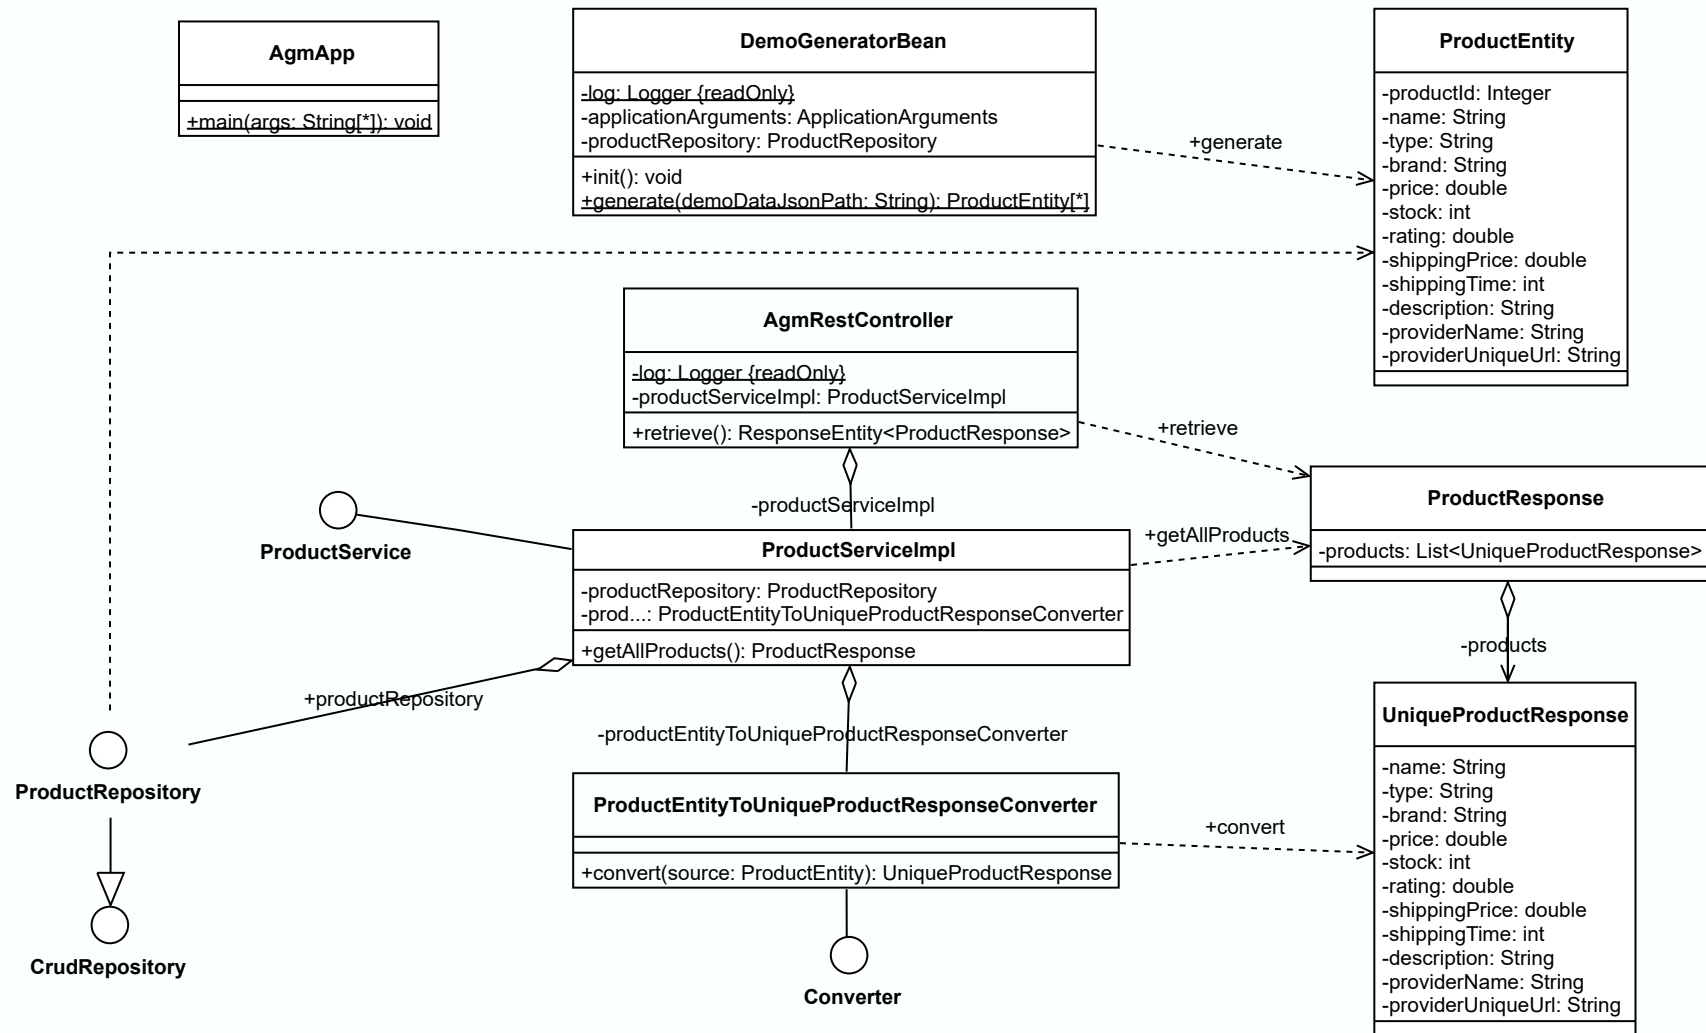 AgmApp
+main(args: String[*]): void
DemoGeneratorBean
-log: Logger {readOnly}
-applicationArguments: ApplicationArguments
-productRepository: ProductRepository
+init(): void
+generate(demoDataJsonPath: String): ProductEntity[*]
+generate
ProductEntity
-productId: Integer
-name: String
-type: String
-brand: String
-price: double
-stock: int
-rating: double
-shippingPrice: double
-shippingTime: int
-description: String
-providerName: String
-providerUniqueUrl: String
AgmRestController
-log: Logger {readOnly}
-productServiceImpl: ProductServiceImpl
+retrieve(): ResponseEntity<ProductResponse>
+retrieve
-productServiceImpl
ProductService
ProductServiceImpl
-productRepository: ProductRepository
-prod...: ProductEntityToUniqueProductResponseConverter
+getAllProducts(): ProductResponse
+getAllProducts
ProductResponse
-products: List<UniqueProductResponse>
-products
+productRepository
-productEntityToUniqueProductResponseConverter
ProductRepository
CrudRepository
ProductEntityToUniqueProductResponseConverter
+convert(source: ProductEntity): UniqueProductResponse
+convert
Converter
UniqueProductResponse
-name: String
-type: String
-brand: String
-price: double
-stock: int
-rating: double
-shippingPrice: double
-shippingTime: int
-description: String
-providerName: String
-providerUniqueUrl: String